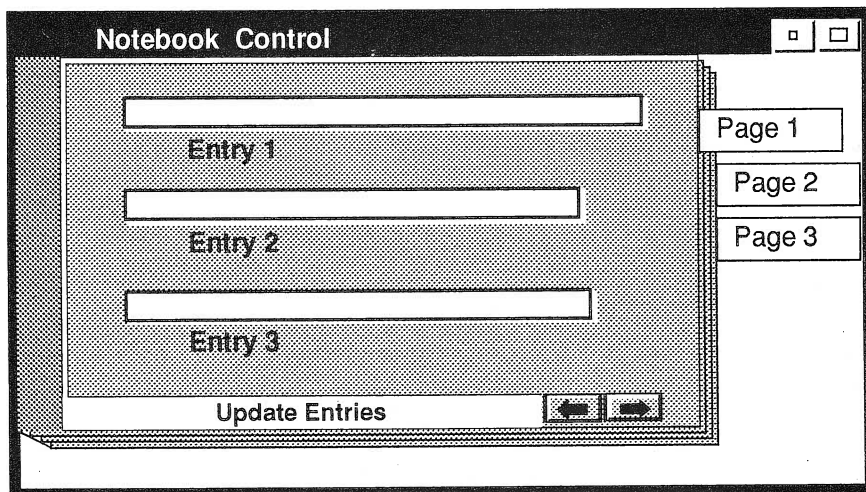 Notebook Control
Entry 1
Entry 2
Entry 3
Update Entries
Page 1
Page 2
Page 3